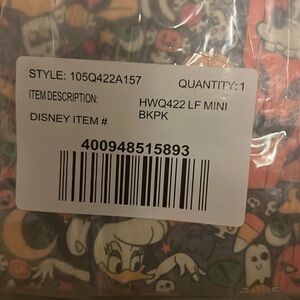 STYLE: 105Q422A157 QUANTITY: 1
ITEM DESCRIPTION: HWQ422 LF MINI
DISNEY ITEM # BKPK
400948515893